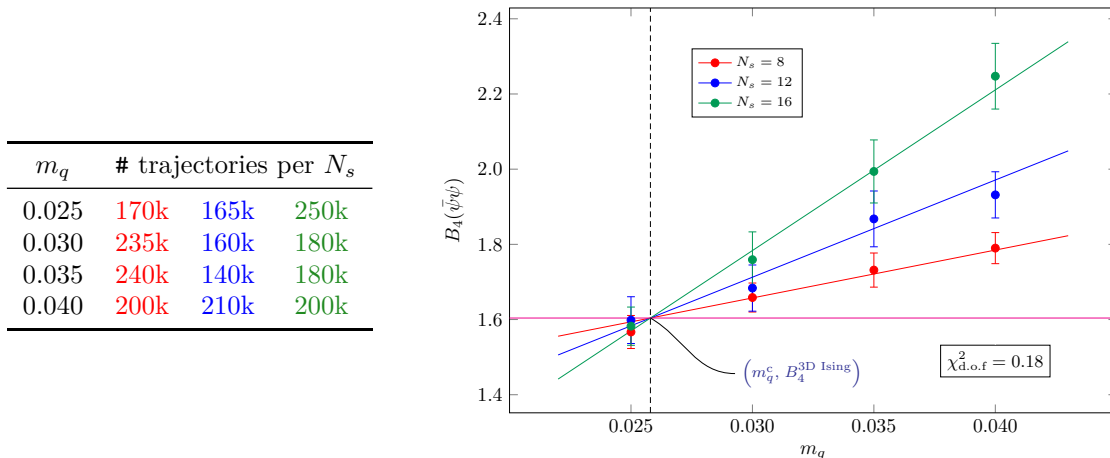 m_q # trajectories per N_s
0.025 170k 165k 250k
0.030 235k 160k 180k
0.035 240k 140k 180k
0.040 200k 210k 200k
2.4
2.2
2.0
1.8
1.6
1.4
B_4(ψ̄ψ)
N_s = 8
N_s = 12
N_s = 16
(m_q^c, B_4^{3D Ising})
χ²_{d.o.f} = 0.18
0.025 0.030 0.035 0.040
m_q